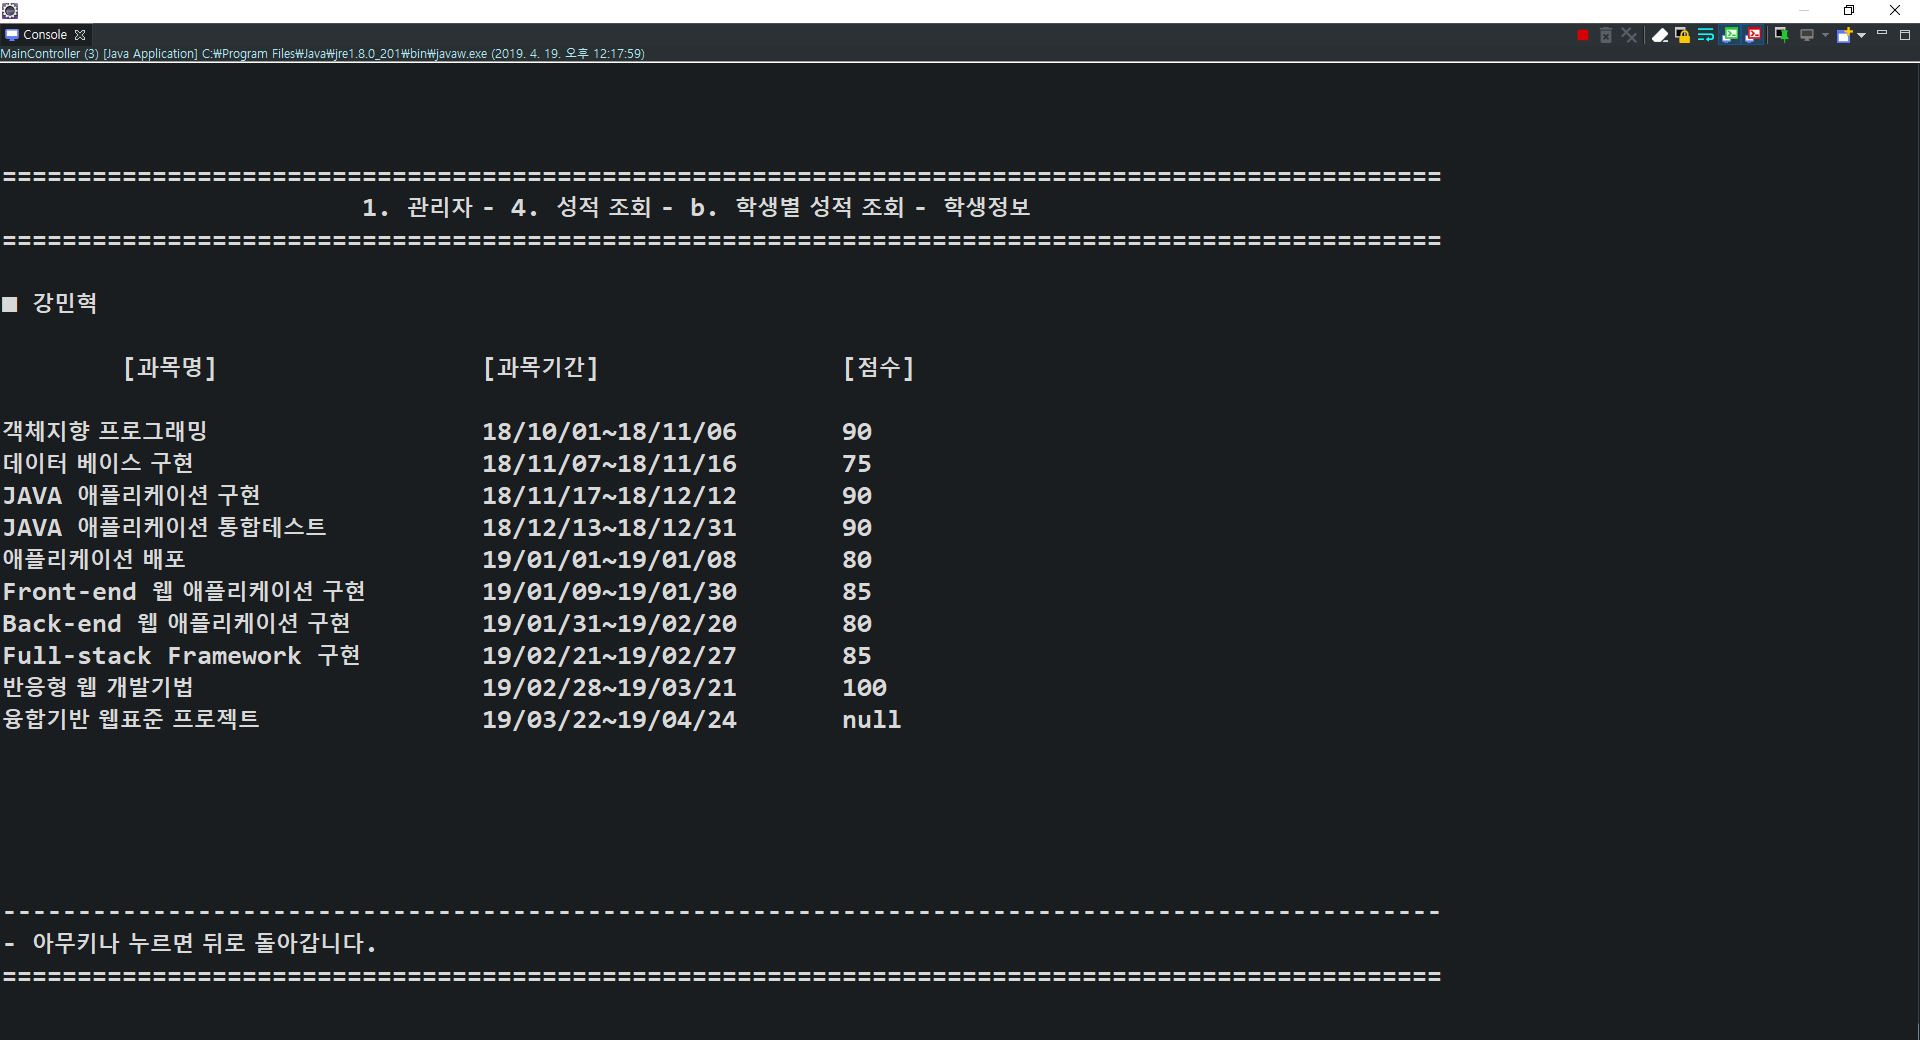 Console
MainController (3) [Java Application] C:₩Program Files₩Java₩jre1.8.0_201₩bin₩javaw.exe (2019. 4. 19. 오후 12:17:59)
================================================================================================
1. 관리자 - 4. 성적 조회 - b. 학생별 성적 조회 - 학생정보
================================================================================================
■ 강민혁
[과목명] [과목기간] [점수]
객체지향 프로그래밍 18/10/01~18/11/06 90
데이터 베이스 구현 18/11/07~18/11/16 75
JAVA 애플리케이션 구현 18/11/17~18/12/12 90
JAVA 애플리케이션 통합테스트 18/12/13~18/12/31 90
애플리케이션 배포 19/01/01~19/01/08 80
Front-end 웹 애플리케이션 구현 19/01/09~19/01/30 85
Back-end 웹 애플리케이션 구현 19/01/31~19/02/20 80
Full-stack Framework 구현 19/02/21~19/02/27 85
반응형 웹 개발기법 19/02/28~19/03/21 100
융합기반 웹표준 프로젝트 19/03/22~19/04/24 null
------------------------------------------------------------------------------------------------
- 아무키나 누르면 뒤로 돌아갑니다.
================================================================================================